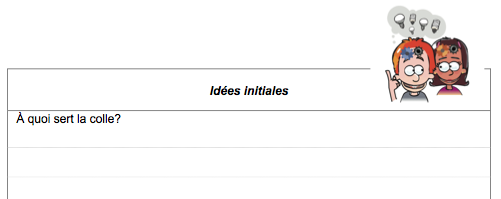 Idées initiales
À quoi sert la colle?